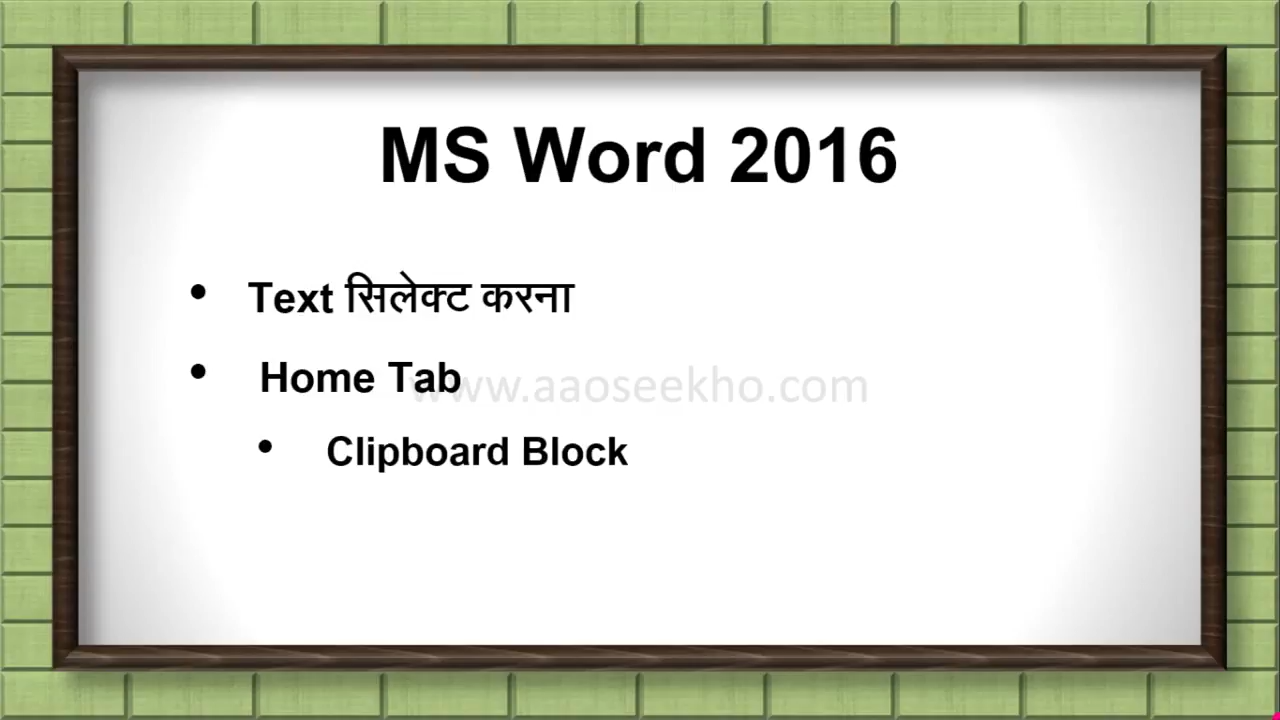 MS Word 2016
• Text सिलेक्ट करना
• Home Tab
www.aaoseekho.com
• Clipboard Block